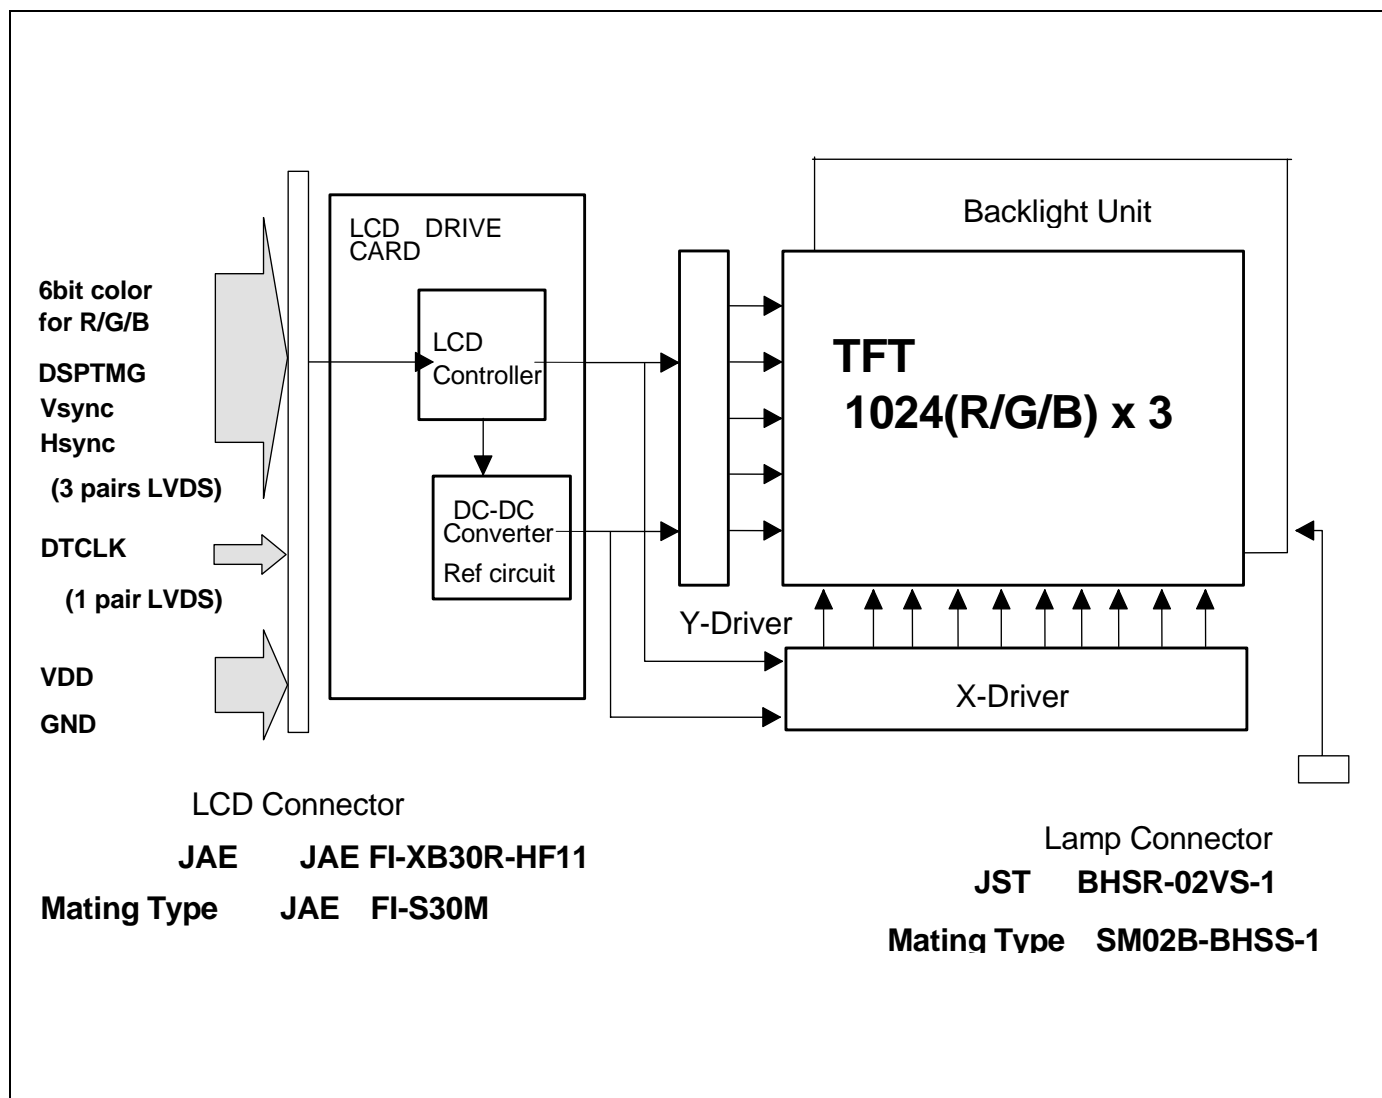 Backlight Unit
LCD DRIVE
CARD
6bit color
for R/G/B
LCD
Controller
TFT
1024(R/G/B) x 3
DSPTMG
Vsync
Hsync
(3 pairs LVDS)
DC-DC
Converter
Ref circuit
DTCLK
(1 pair LVDS)
Y-Driver
VDD
GND
X-Driver
LCD Connector
JAE JAE FI-XB30R-HF11
Mating Type JAE FI-S30M
Lamp Connector
JST BHSR-02VS-1
Mating Type SM02B-BHSS-1